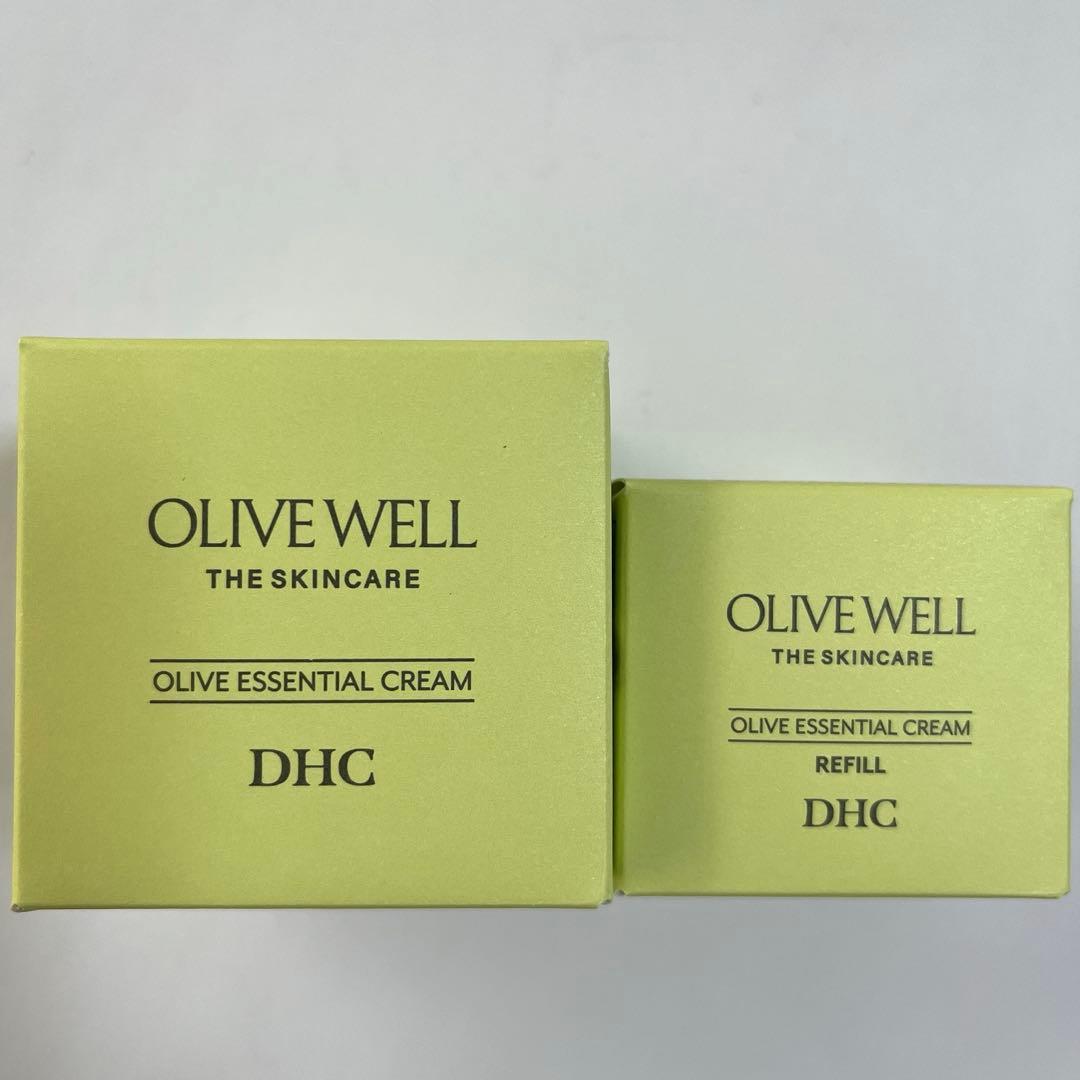 OLIVE WELL
THE SKINCARE
OLIVE ESSENTIAL CREAM
DHC
OLIVE WELL
THE SKINCARE
OLIVE ESSENTIAL CREAM
REFILL
DHC